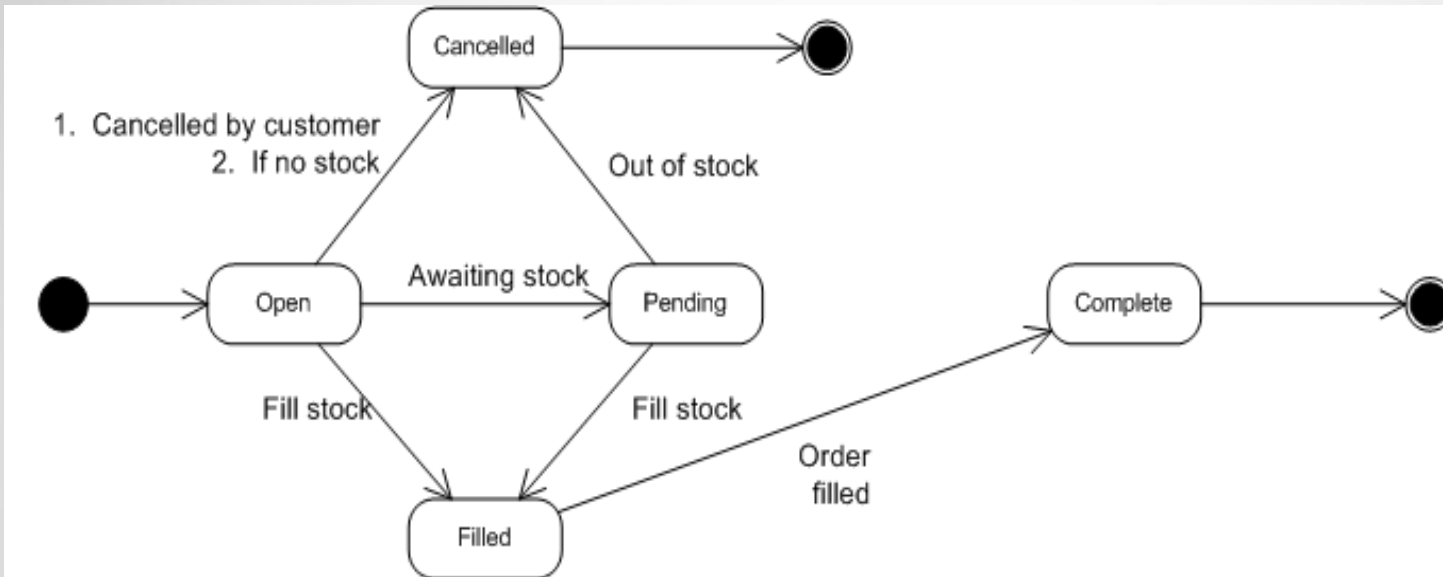 Cancelled
1. Cancelled by customer
2. If no stock
Out of stock
Awaiting stock
Open
Pending
Complete
Fill stock
Fill stock
Order
filled
Filled